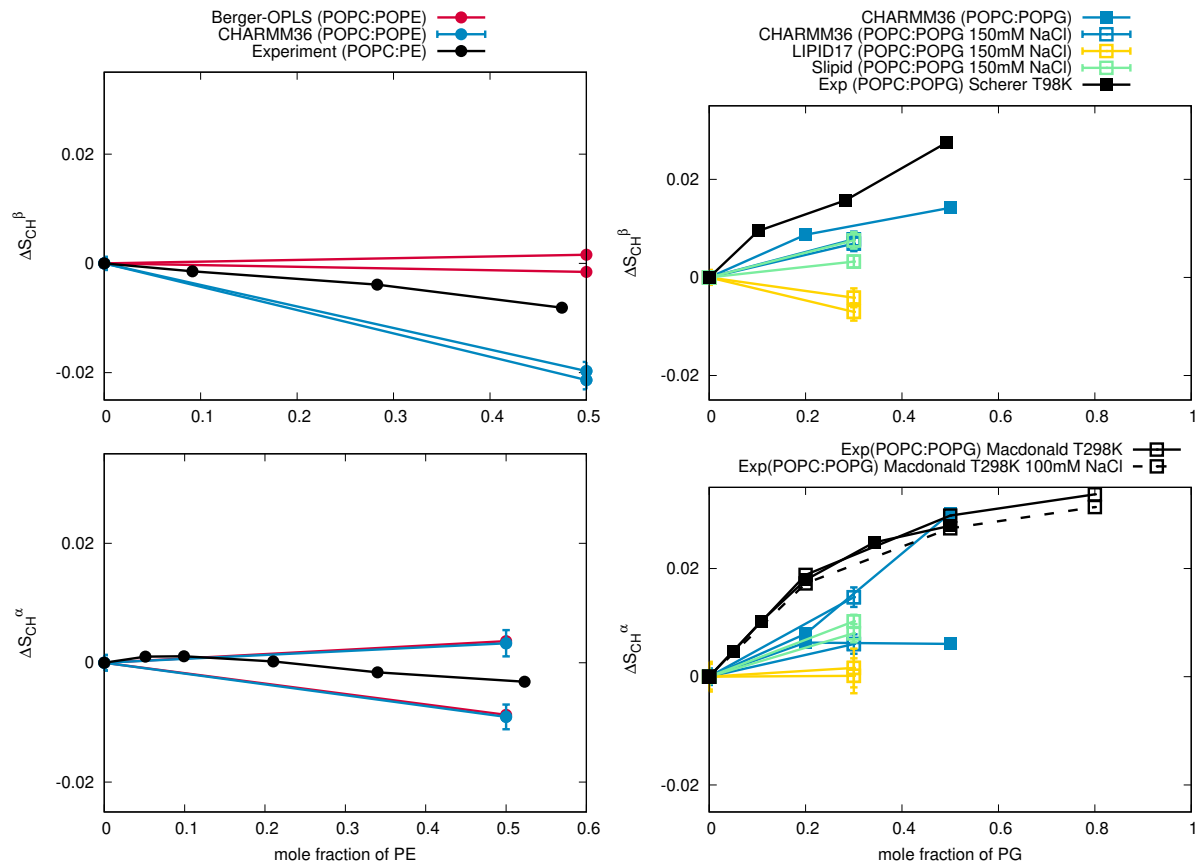 Berger-OPLS (POPC:POPE)
CHARMM36 (POPC:POPE)
Experiment (POPC:PE)
0.02
0
-0.02
ΔS_CH^β
0 0.1 0.2 0.3 0.4 0.5
CHARMM36 (POPC:POPG)
CHARMM36 (POPC:POPG 150mM NaCl)
LIPID17 (POPC:POPG 150mM NaCl)
Slipid (POPC:POPG 150mM NaCl)
Exp (POPC:POPG) Scherer T98K
0.02
0
-0.02
ΔS_CH^β
0 0.2 0.4 0.6 0.8 1
0.02
0
-0.02
ΔS_CH^α
0 0.1 0.2 0.3 0.4 0.5 0.6
mole fraction of PE
Exp(POPC:POPG) Macdonald T298K
Exp(POPC:POPG) Macdonald T298K 100mM NaCl
0.02
0
-0.02
ΔS_CH^α
0 0.2 0.4 0.6 0.8 1
mole fraction of PG